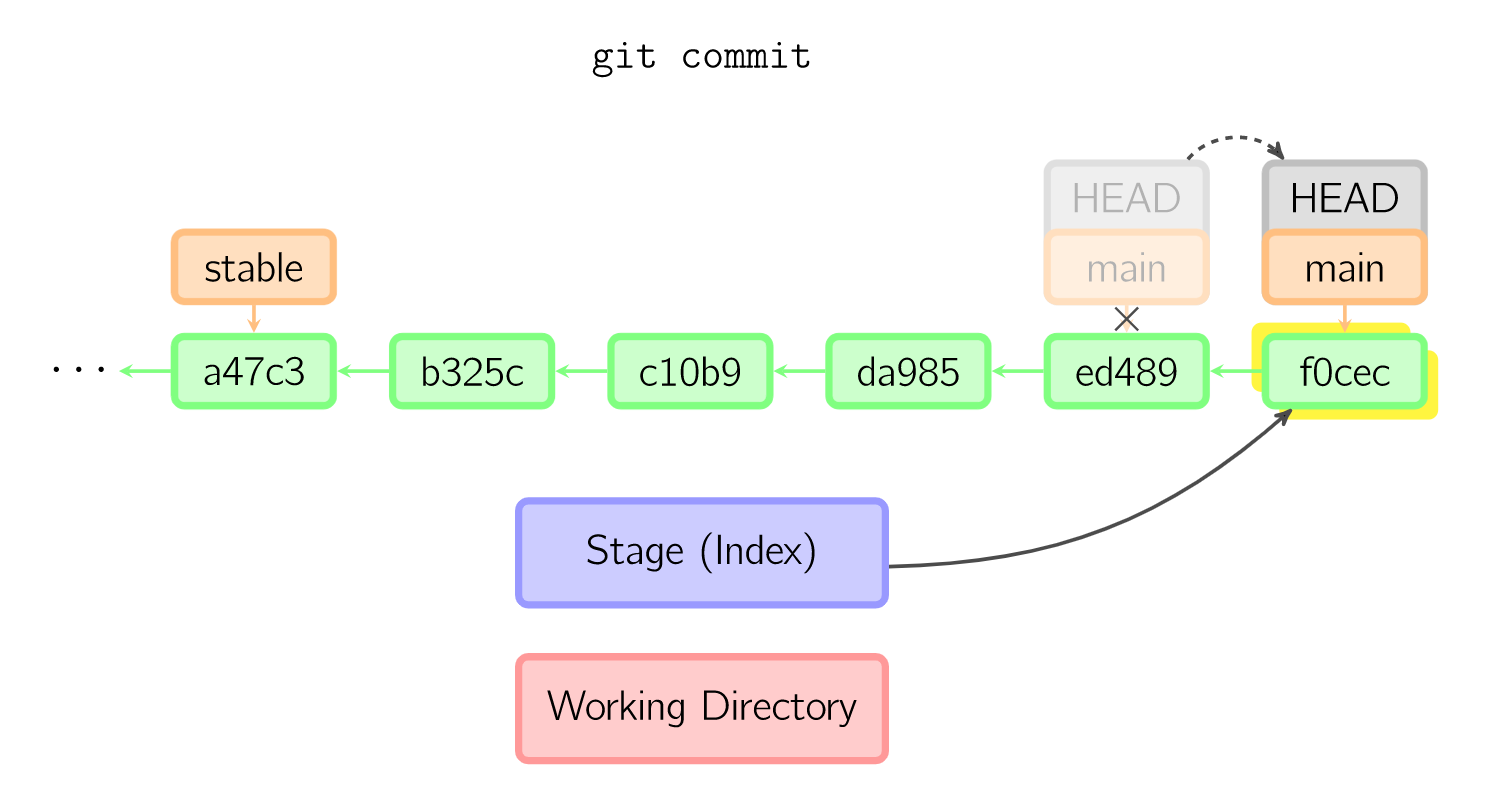 git commit
HEAD HEAD
stable main main
... a47c3 b325c c10b9 da985 ed489 f0cec
Stage (Index)
Working Directory